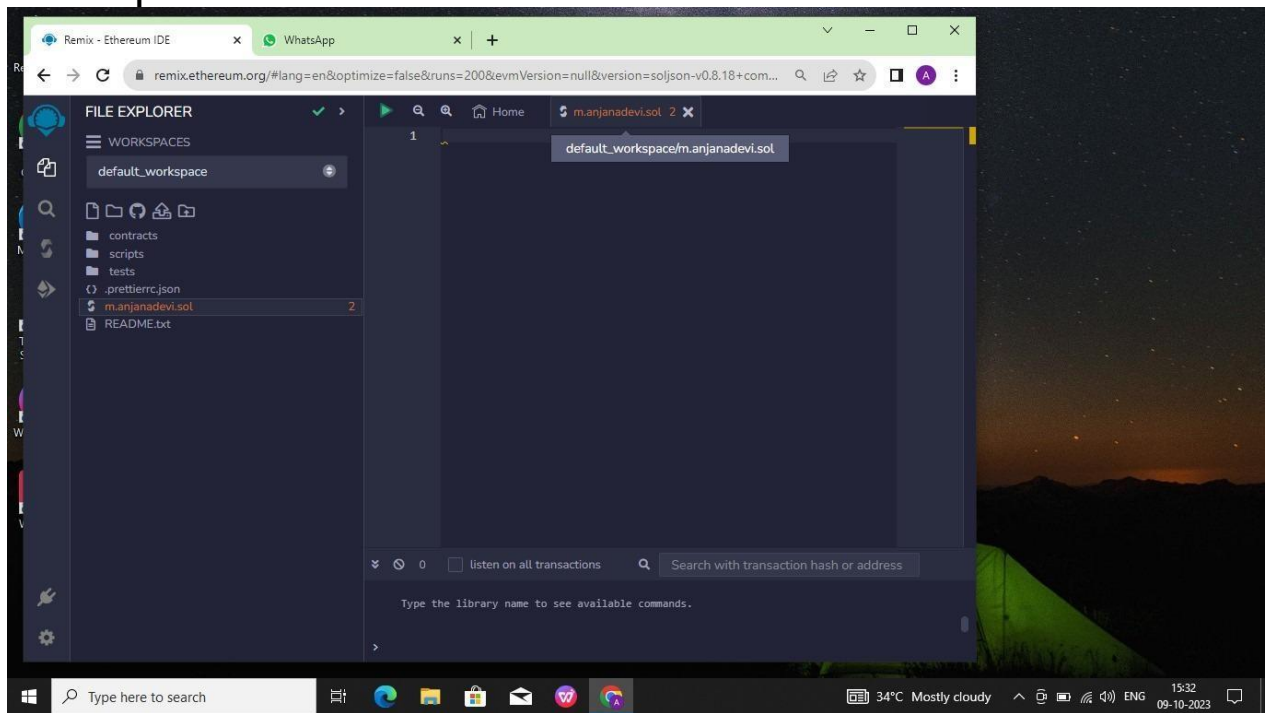 Remix - Ethereum IDE
WhatsApp
remix.ethereum.org/#lang=en&optimize=false&runs=200&evmVersion=null&version=soljson-v0.8.18+com...
A
FILE EXPLORER
Home
m.anjanadevi.sol 2
WORKSPACES
1
default_workspace/m.anjanadevi.sol
default_workspace
contracts
scripts
tests
.prettierrc.json
m.anjanadevi.sol 2
README.txt
0 listen on all transactions Search with transaction hash or address
Type the library name to see available commands.
>
Type here to search
34°C Mostly cloudy
ENG
15:32
09-10-2023